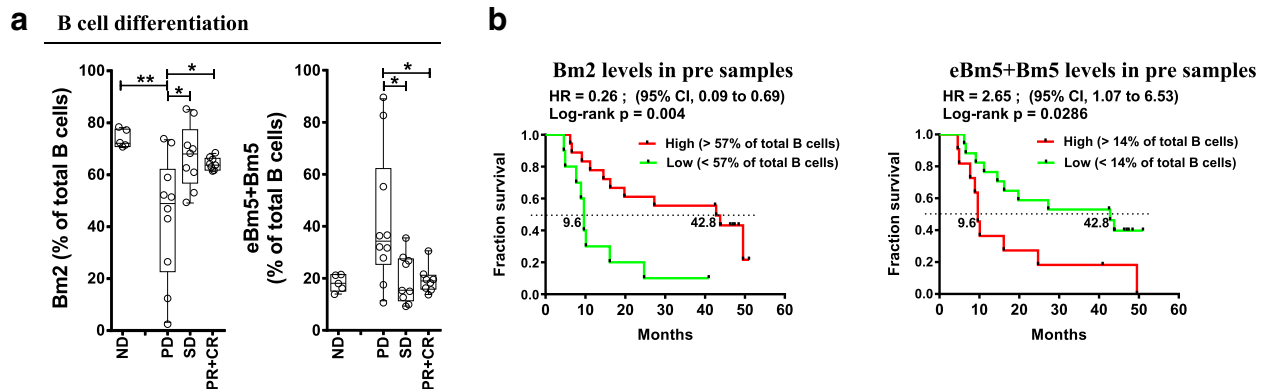 a
B cell differentiation
Bm2 (% of total B cells)
100
80
60
40
20
0
**
*
*
ND
PD
SD
PR+CR
eBm5+Bm5
(% of total B cells)
100
80
60
40
20
0
*
*
ND
PD
SD
PR+CR
b
Bm2 levels in pre samples
HR = 0.26 ; (95% CI, 0.09 to 0.69)
Log-rank p = 0.004
High (> 57% of total B cells)
Low (< 57% of total B cells)
Fraction survival
1.0
0.8
0.6
0.4
0.2
0.0
9.6
42.8
0 10 20 30 40 50 60
Months
eBm5+Bm5 levels in pre samples
HR = 2.65 ; (95% CI, 1.07 to 6.53)
Log-rank p = 0.0286
High (> 14% of total B cells)
Low (< 14% of total B cells)
Fraction survival
1.0
0.8
0.6
0.4
0.2
0.0
9.6
42.8
0 10 20 30 40 50 60
Months